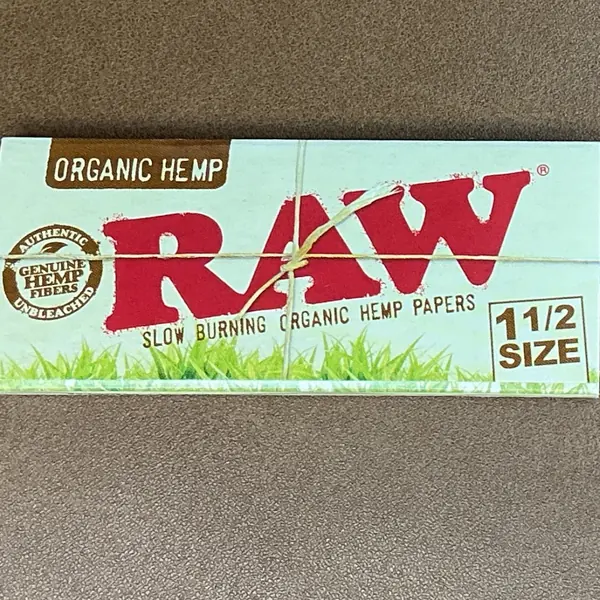 ORGANIC HEMP
RAW®
AUTHENTIC
GENUINE
HEMP
FIBERS
UNBLEACHED
SLOW BURNING ORGANIC HEMP PAPERS
1 1/2
SIZE